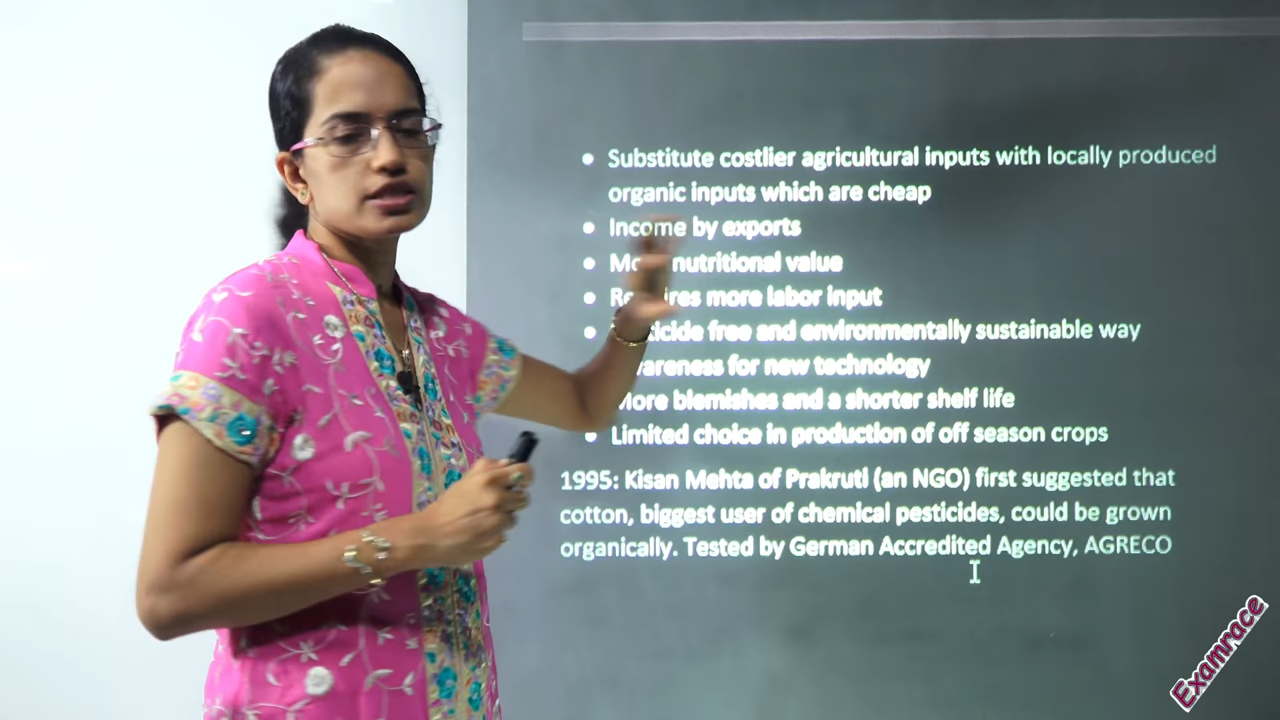 • Substitute costlier agricultural inputs with locally produced
organic inputs which are cheap
• Income by exports
• nutritional value
• more labor input
• free and environmentally sustainable way
for new technology
More blemishes and a shorter shelf life
• Limited choice in production of off season crops
1995: Kisan Mehta of Prakruti (an NGO) first suggested that
cotton, biggest user of chemical pesticides, could be grown
organically. Tested by German Accredited Agency, AGRECO
Examrace